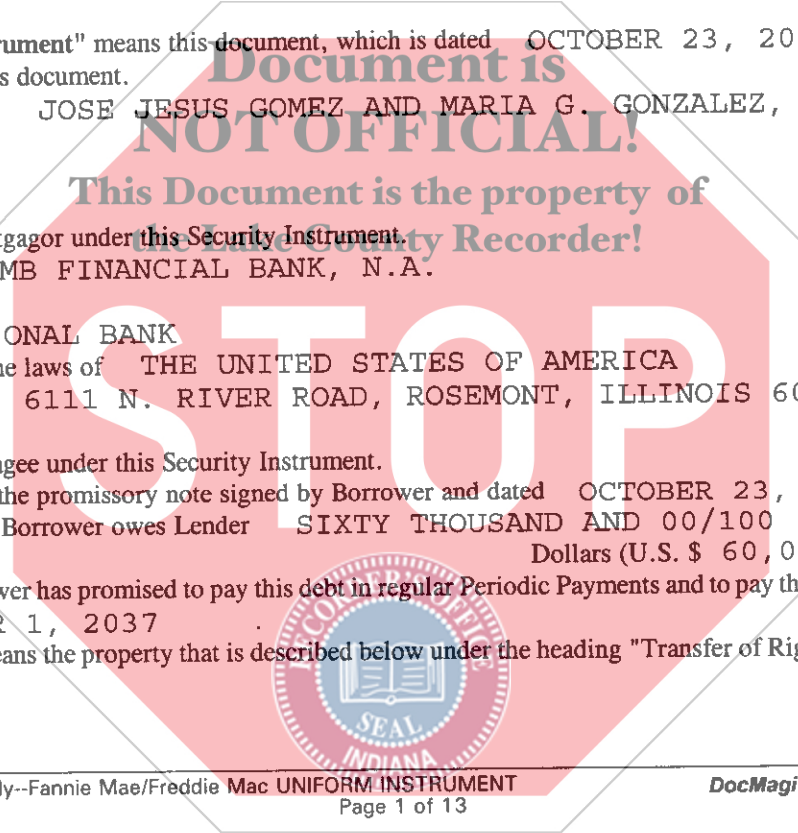 rument" means this document, which is dated OCTOBER 23, 20
s document.
Document is
JOSE JESUS GOMEZ AND MARIA G. GONZALEZ,
NOT OFFICIAL!
This Document is the property of
the Lake County Recorder!
tgagor under this Security Instrument.
MB FINANCIAL BANK, N.A.
STOP
ONAL BANK
ne laws of THE UNITED STATES OF AMERICA
6111 N. RIVER ROAD, ROSEMONT, ILLINOIS 60
agee under this Security Instrument.
the promissory note signed by Borrower and dated OCTOBER 23,
Borrower owes Lender SIXTY THOUSAND AND 00/100
Dollars (U.S. $ 60,0
wer has promised to pay this debt in regular Periodic Payments and to pay th
R 1, 2037 .
eans the property that is described below under the heading "Transfer of Rig
RECORDER'S OFFICE
SEAL
INDIANA
ly--Fannie Mae/Freddie Mac UNIFORM INSTRUMENT
DocMagi
Page 1 of 13